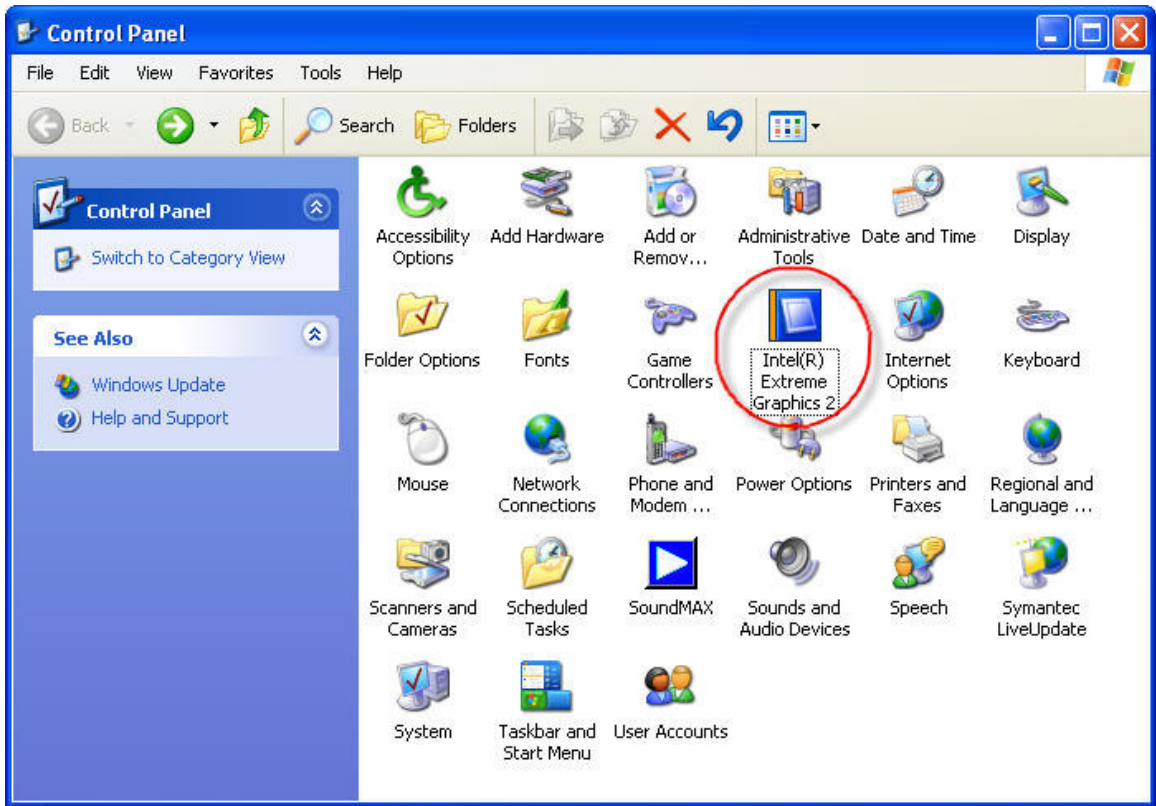 Control Panel
File Edit View Favorites Tools Help
Back Search Folders
Control Panel
Switch to Category View
See Also
Windows Update
Help and Support
Accessibility Options
Add Hardware
Add or Remov...
Administrative Tools
Date and Time
Display
Folder Options
Fonts
Game Controllers
Intel(R) Extreme Graphics 2
Internet Options
Keyboard
Mouse
Network Connections
Phone and Modem ...
Power Options
Printers and Faxes
Regional and Language ...
Scanners and Cameras
Scheduled Tasks
SoundMAX
Sounds and Audio Devices
Speech
Symantec LiveUpdate
System
Taskbar and Start Menu
User Accounts